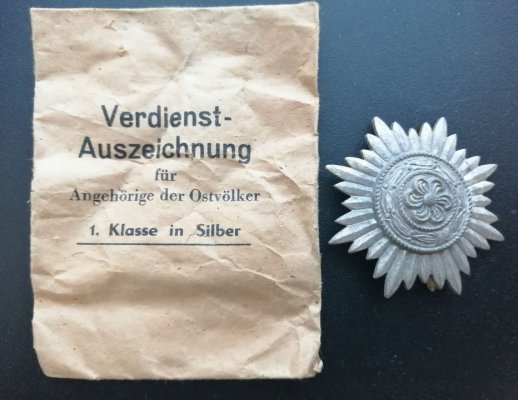 Verdienst-
Auszeichnung
für
Angehörige der Ostvölker
1. Klasse in Silber